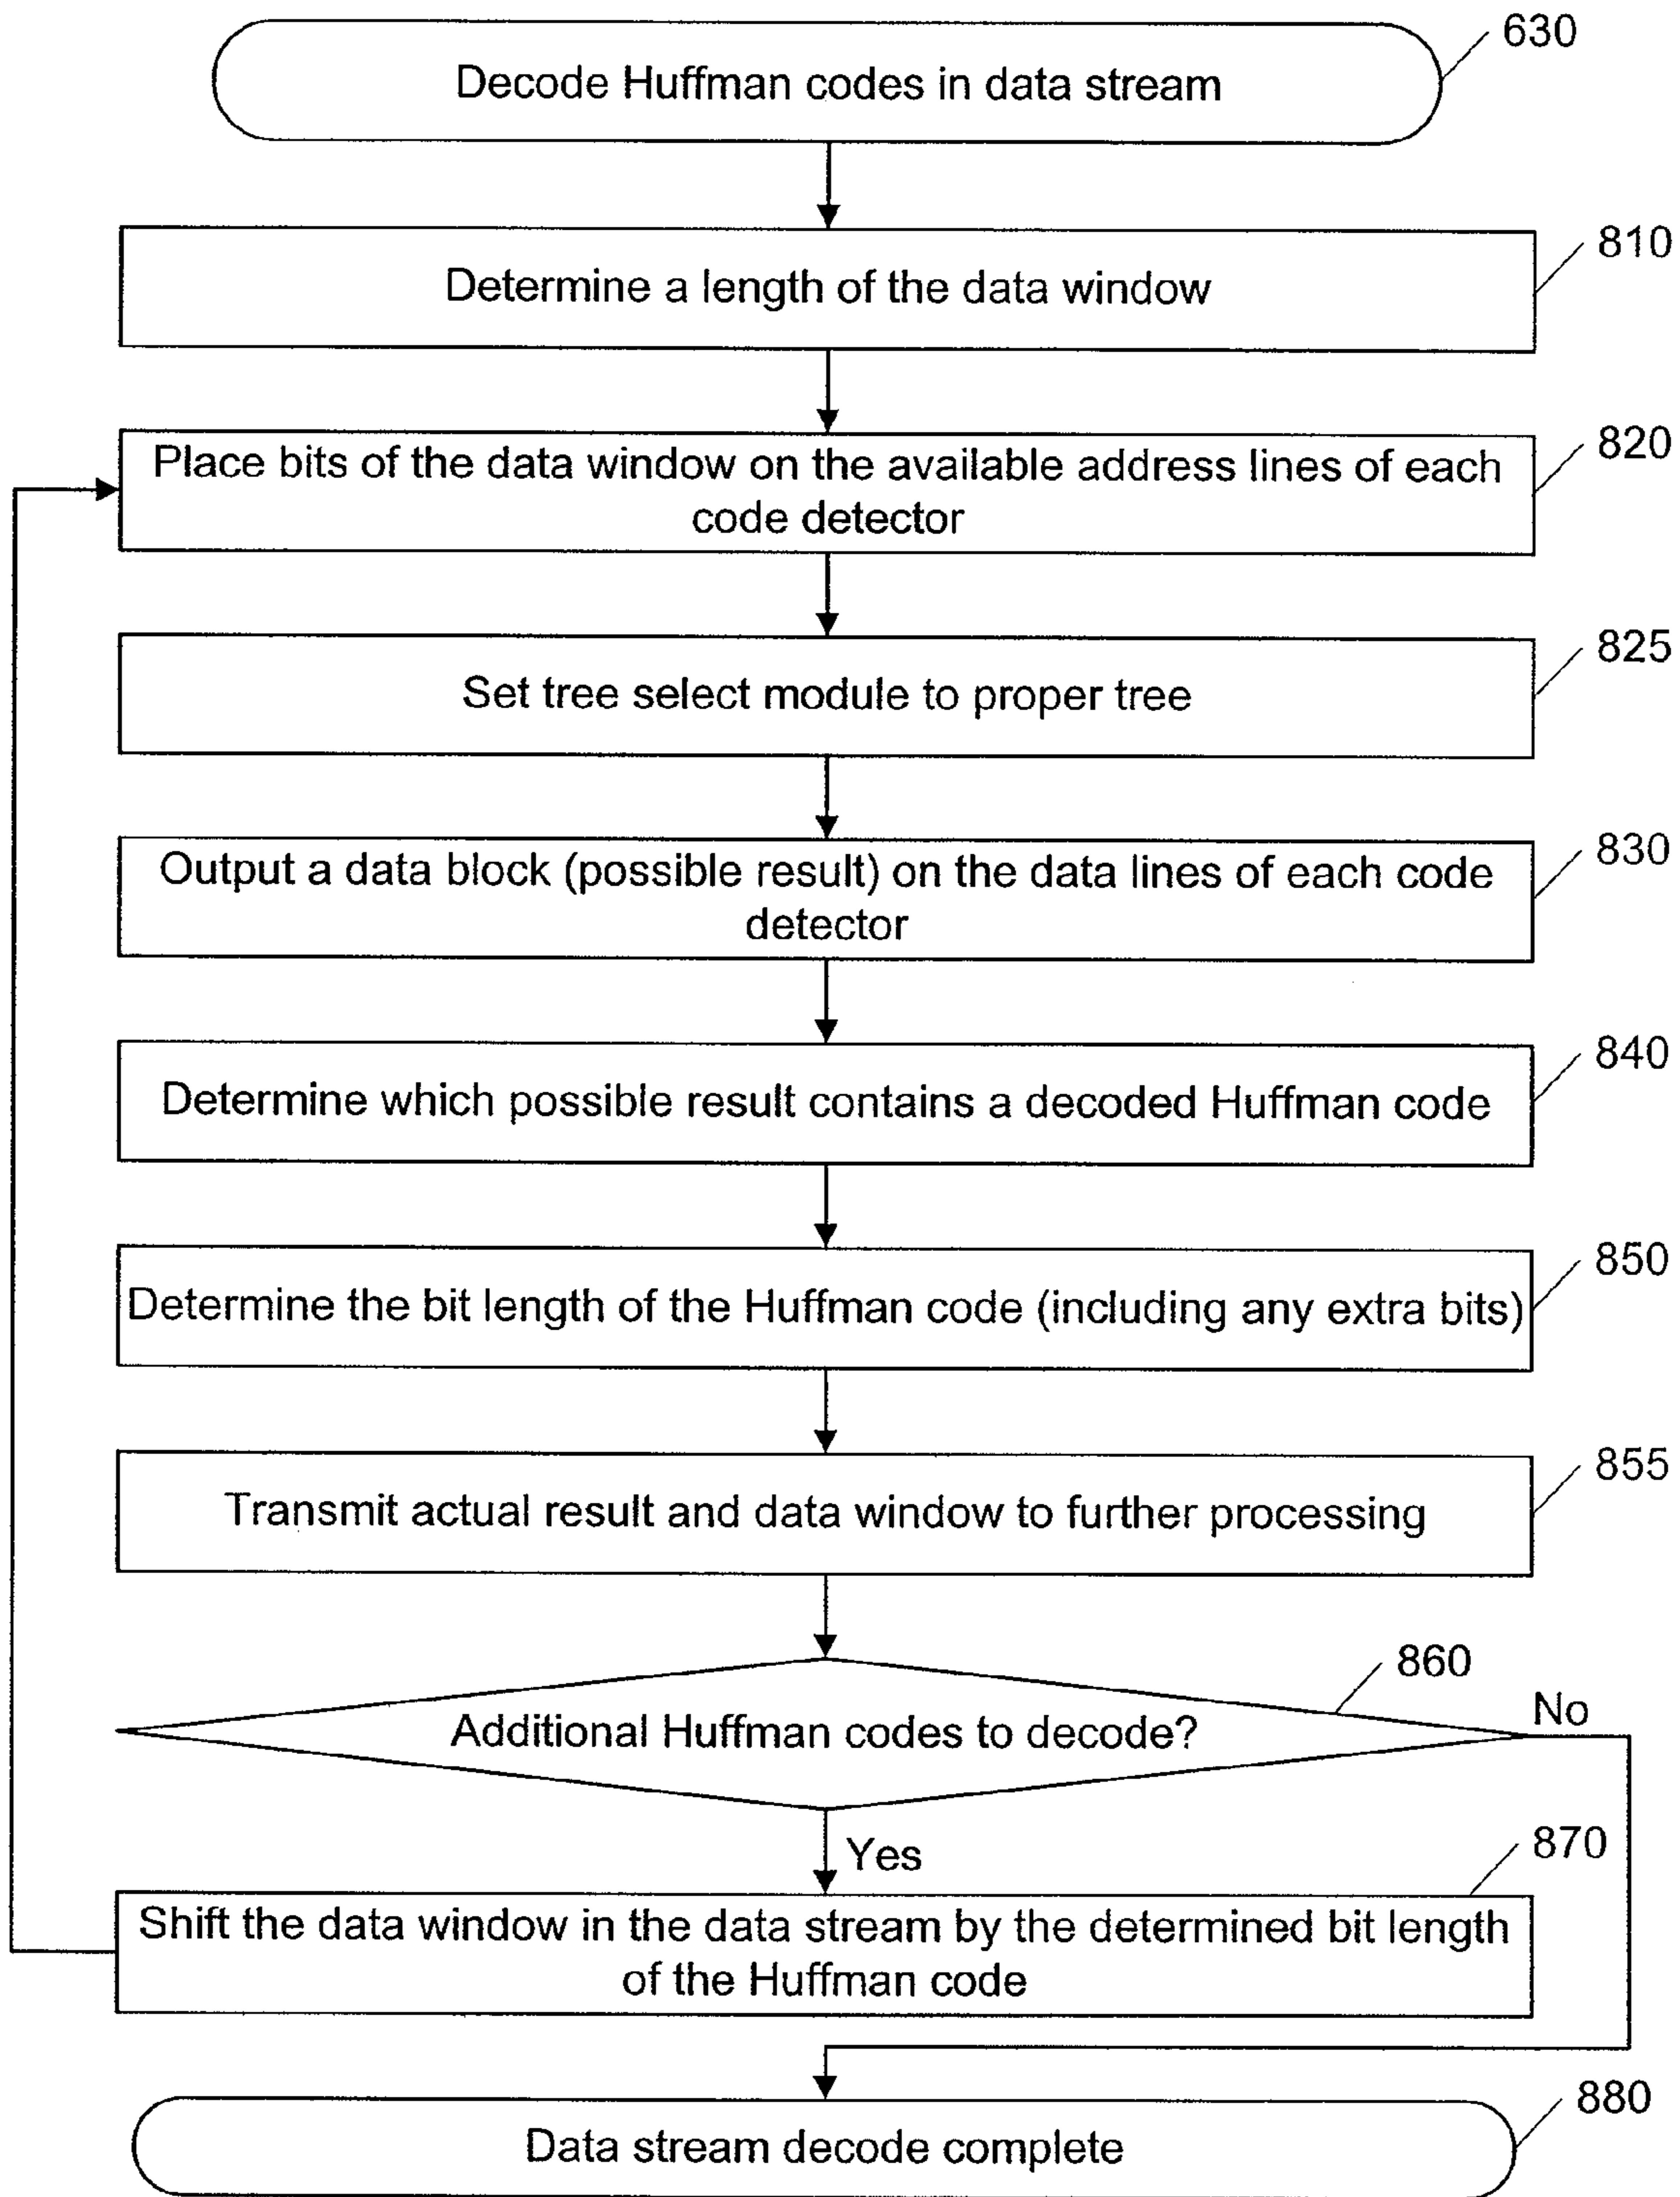 630
Decode Huffman codes in data stream
810
Determine a length of the data window
820
Place bits of the data window on the available address lines of each
code detector
825
Set tree select module to proper tree
830
Output a data block (possible result) on the data lines of each code
detector
840
Determine which possible result contains a decoded Huffman code
850
Determine the bit length of the Huffman code (including any extra bits)
855
Transmit actual result and data window to further processing
860
Additional Huffman codes to decode?
No
Yes
870
Shift the data window in the data stream by the determined bit length
of the Huffman code
880
Data stream decode complete